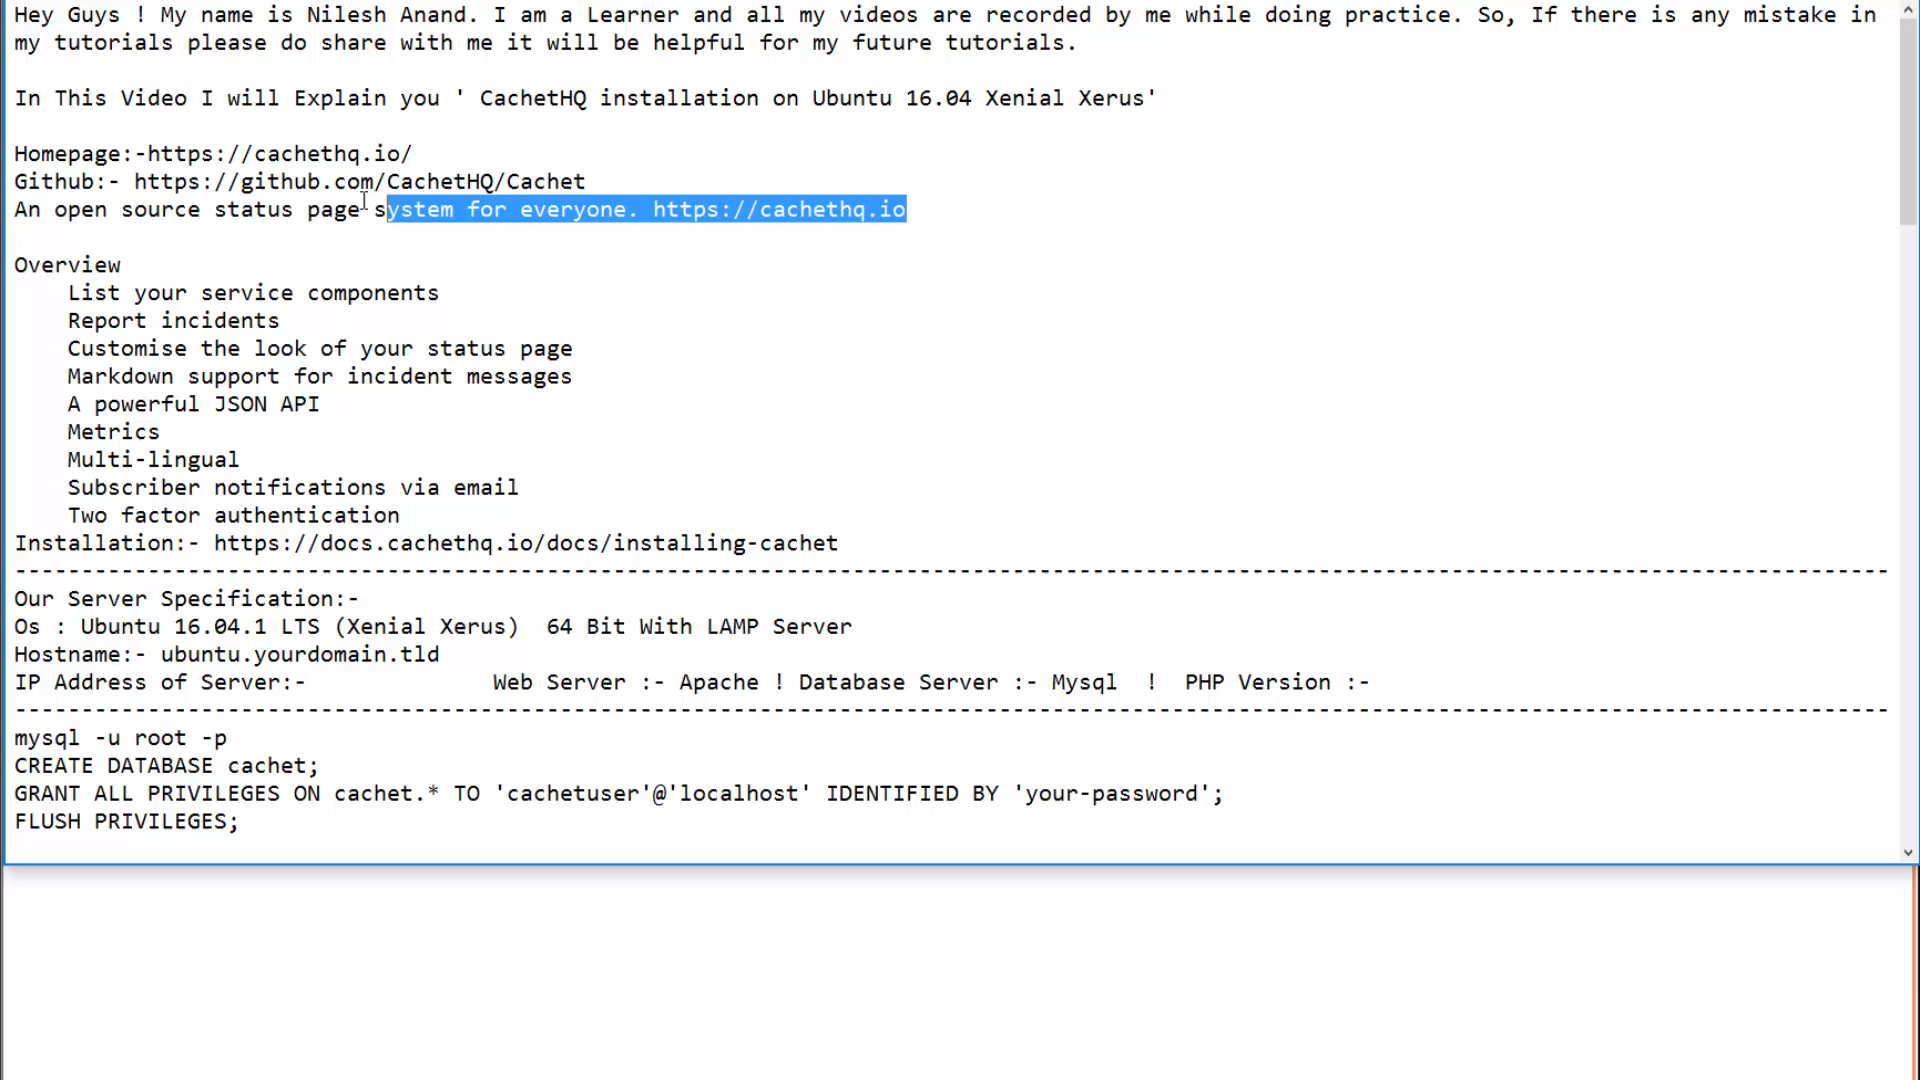 Hey Guys ! My name is Nilesh Anand. I am a Learner and all my videos are recorded by me while doing practice. So, If there is any mistake in
my tutorials please do share with me it will be helpful for my future tutorials.
In This Video I will Explain you ' CachetHQ installation on Ubuntu 16.04 Xenial Xerus'
Homepage:-https://cachethq.io/
Github:- https://github.com/CachetHQ/Cachet
An open source status page system for everyone. https://cachethq.io
Overview
List your service components
Report incidents
Customise the look of your status page
Markdown support for incident messages
A powerful JSON API
Metrics
Multi-lingual
Subscriber notifications via email
Two factor authentication
Installation:- https://docs.cachethq.io/docs/installing-cachet
---------------------------------------------------------------------------------------------------------------------------------------------
Our Server Specification:-
Os : Ubuntu 16.04.1 LTS (Xenial Xerus)  64 Bit With LAMP Server
Hostname:- ubuntu.yourdomain.tld
IP Address of Server:-              Web Server :- Apache ! Database Server :- Mysql  !  PHP Version :-
---------------------------------------------------------------------------------------------------------------------------------------------
mysql -u root -p
CREATE DATABASE cachet;
GRANT ALL PRIVILEGES ON cachet.* TO 'cachetuser'@'localhost' IDENTIFIED BY 'your-password';
FLUSH PRIVILEGES;